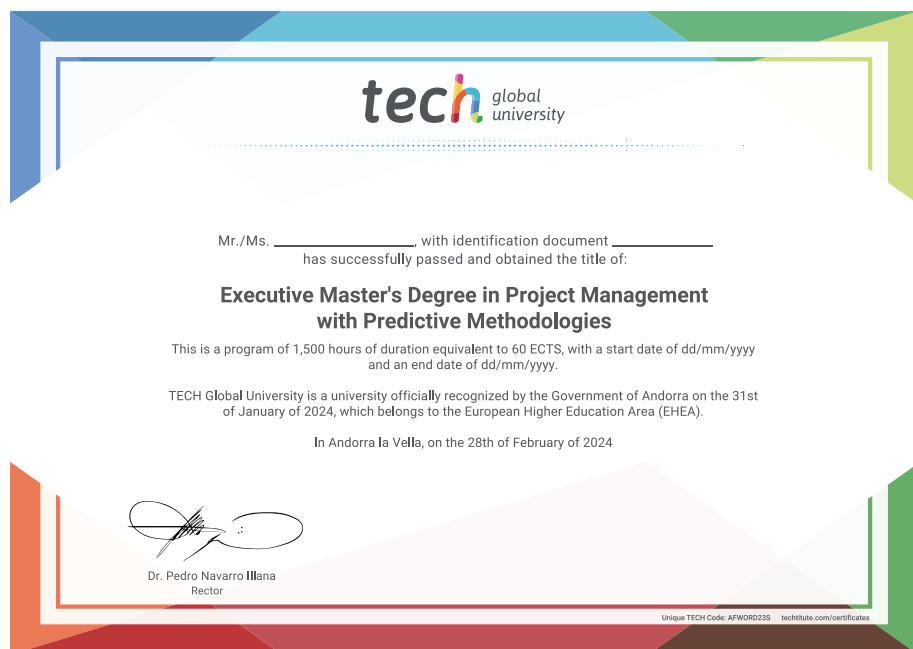 tech global
university
Mr./Ms. ______________, with identification document __________
has successfully passed and obtained the title of:
Executive Master's Degree in Project Management
with Predictive Methodologies
This is a program of 1,500 hours of duration equivalent to 60 ECTS, with a start date of dd/mm/yyyy
and an end date of dd/mm/yyyy.
TECH Global University is a university officially recognized by the Government of Andorra on the 31st
of January of 2024, which belongs to the European Higher Education Area (EHEA).
In Andorra la Vella, on the 28th of February of 2024
Dr. Pedro Navarro Illana
Rector
Unique TECH Code: AFWORD23S techtitute.com/certificates